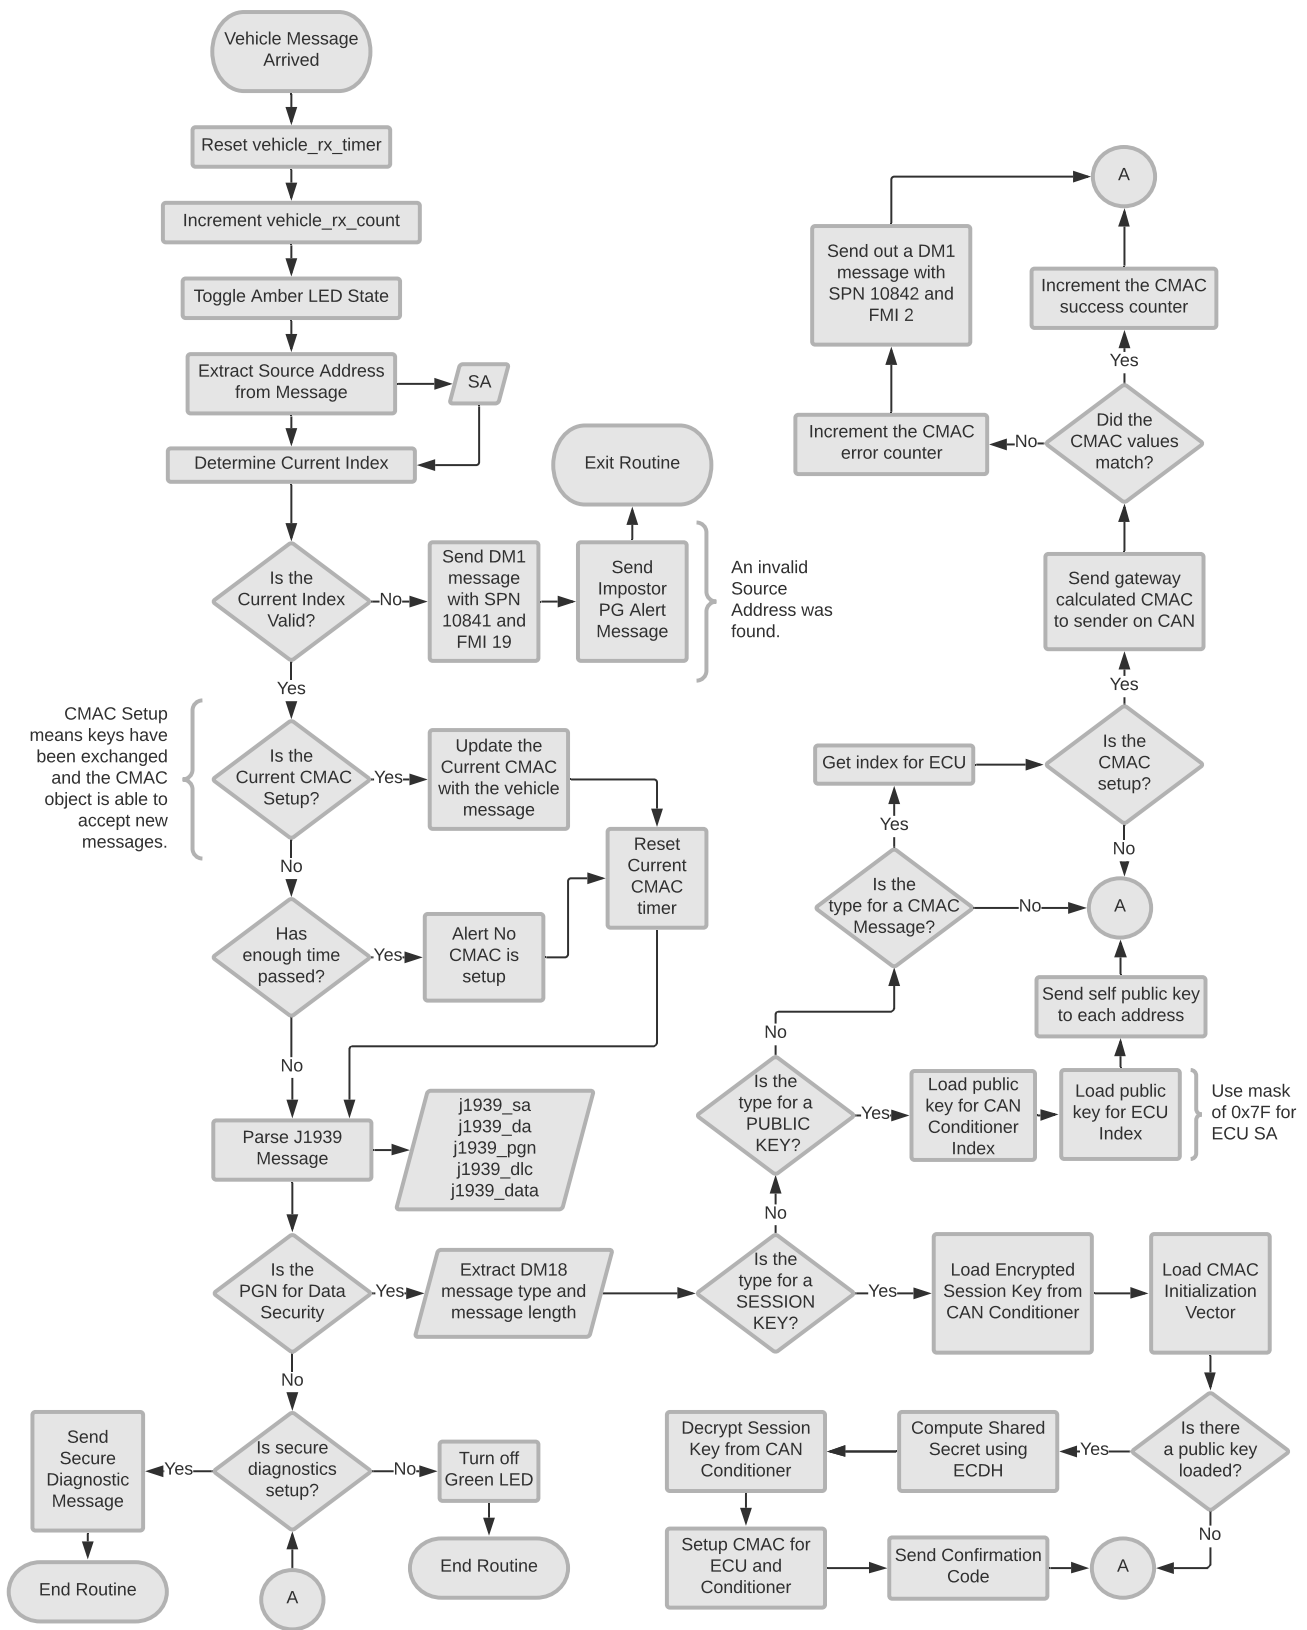 Vehicle Message
Arrived
Reset vehicle_rx_timer
Increment vehicle_rx_count
Toggle Amber LED State
Extract Source Address
from Message
SA
Determine Current Index
Is the
Current Index
Valid?
No
Send DM1
message
with SPN
10841 and
FMI 19
Send
Impostor
PG Alert
Message
Exit Routine
An invalid
Source
Address was
found.
Yes
CMAC Setup
means keys have
been exchanged
and the CMAC
object is able to
accept new
messages.
Is the
Current CMAC
Setup?
Yes
Update the
Current CMAC
with the vehicle
message
Reset
Current
CMAC
timer
No
Has
enough time
passed?
Yes
Alert No
CMAC is
setup
No
Parse J1939
Message
j1939_sa
j1939_da
j1939_pgn
j1939_dlc
j1939_data
Is the
PGN for Data
Security
Yes
Extract DM18
message type and
message length
No
Is secure
diagnostics
setup?
Yes
Send
Secure
Diagnostic
Message
End Routine
No
Turn off
Green LED
End Routine
A
A
Send out a DM1
message with
SPN 10842 and
FMI 2
Increment the CMAC
success counter
Yes
Increment the CMAC
error counter
No
Did the
CMAC values
match?
Send gateway
calculated CMAC
to sender on CAN
Yes
Get index for ECU
Is the
CMAC
setup?
Yes
No
Is the
type for a CMAC
Message?
No
A
Send self public key
to each address
No
Is the
type for a
PUBLIC
KEY?
Yes
Load public
key for CAN
Conditioner
Index
Load public
key for ECU
Index
Use mask
of 0x7F for
ECU SA
No
Is the
type for a
SESSION
KEY?
Yes
Load Encrypted
Session Key from
CAN Conditioner
Load CMAC
Initialization
Vector
Is there
a public key
loaded?
Yes
Compute Shared
Secret using
ECDH
Decrypt Session
Key from CAN
Conditioner
No
Setup CMAC for
ECU and
Conditioner
Send Confirmation
Code
A